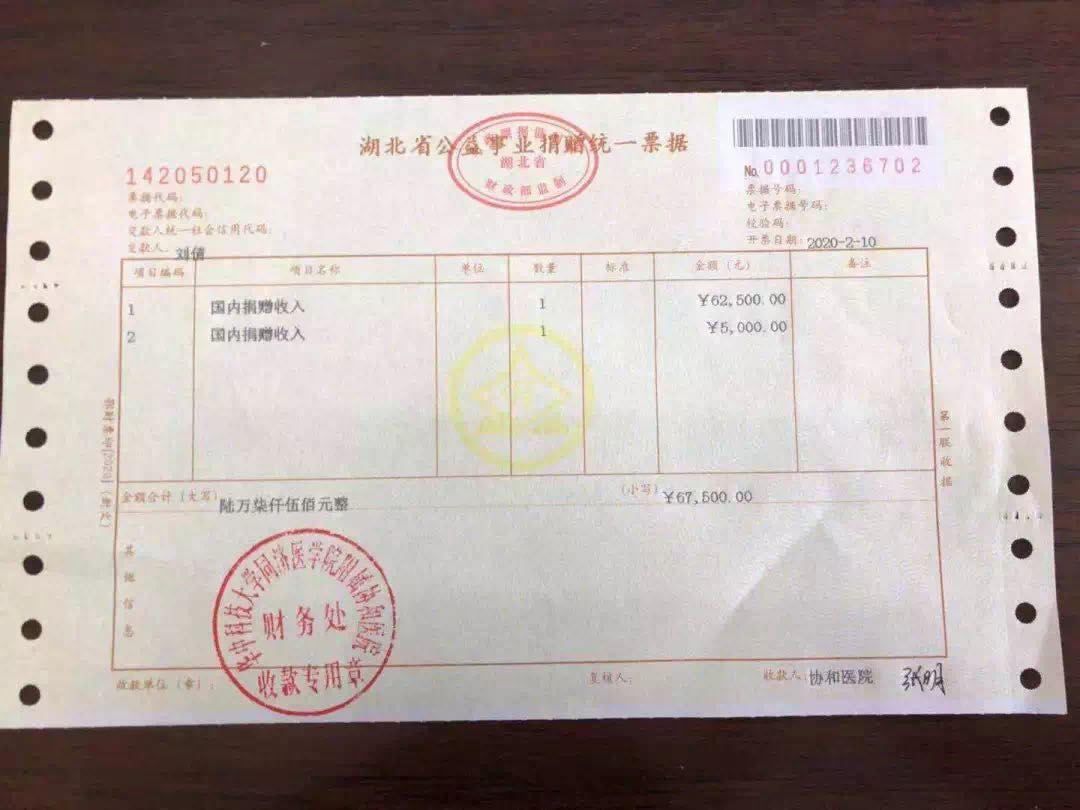 湖北省公益事业捐赠统一票据
湖北省
财政部监制
142050120
No 0001236702
票据代码:
票据号码:
电子票据代码:
电子票据号码:
交款人统一社会信用代码:
校验码:
交款人: 刘倩
开票日期: 2020-2-10
项目编码 项目名称 单位 数量 标准 金额(元) 备注
1 国内捐赠收入 1 ¥62,500.00
2 国内捐赠收入 1 ¥5,000.00
金额合计(大写) 陆万柒仟伍佰元整 (小写) ¥67,500.00
其他信息
第一联收据
华中科技大学同济医学院附属协和医院
财务处
收款专用章
收款单位(章):
复核人:
收款人: 协和医院 张明